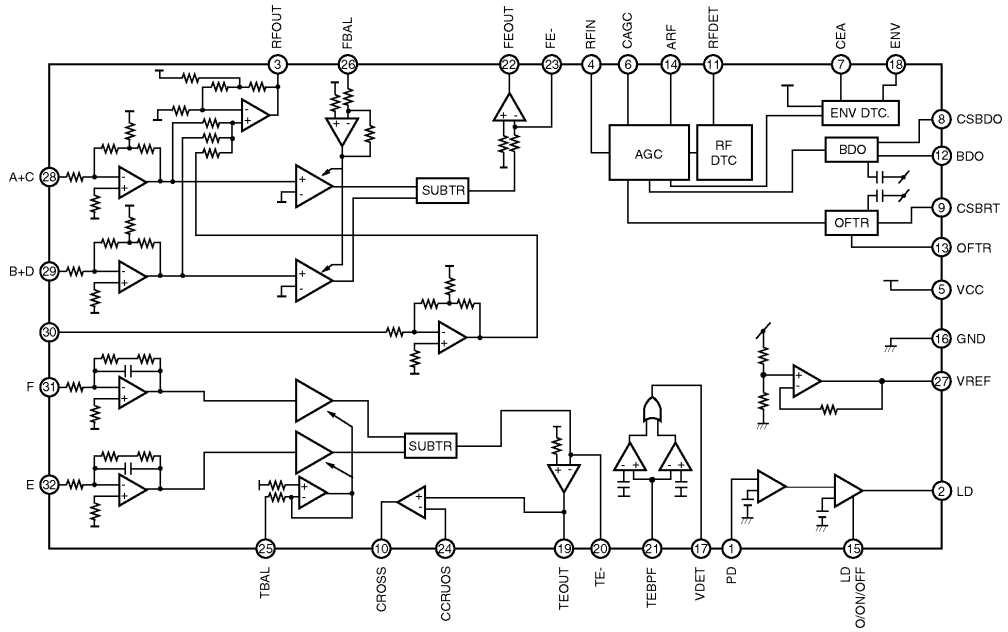 RFOUT
FBAL
FEOUT
FE-
RFIN
CAGC
ARF
RFDET
CEA
ENV
3
26
22
23
4
6
14
11
7
18
ENV DTC.
8 CSBDO
AGC
RF
DTC
BDO
12 BDO
A+C 28
SUBTR
9 CSBRT
OFTR
13 OFTR
B+D 29
5 VCC
30
16 GND
F 31
27 VREF
SUBTR
E 32
2 LD
25
10
24
19
20
21
17
1
15
TBAL
CROSS
CCRUOS
TEOUT
TE-
TEBPF
VDET
PD
LD
O/ON/OFF